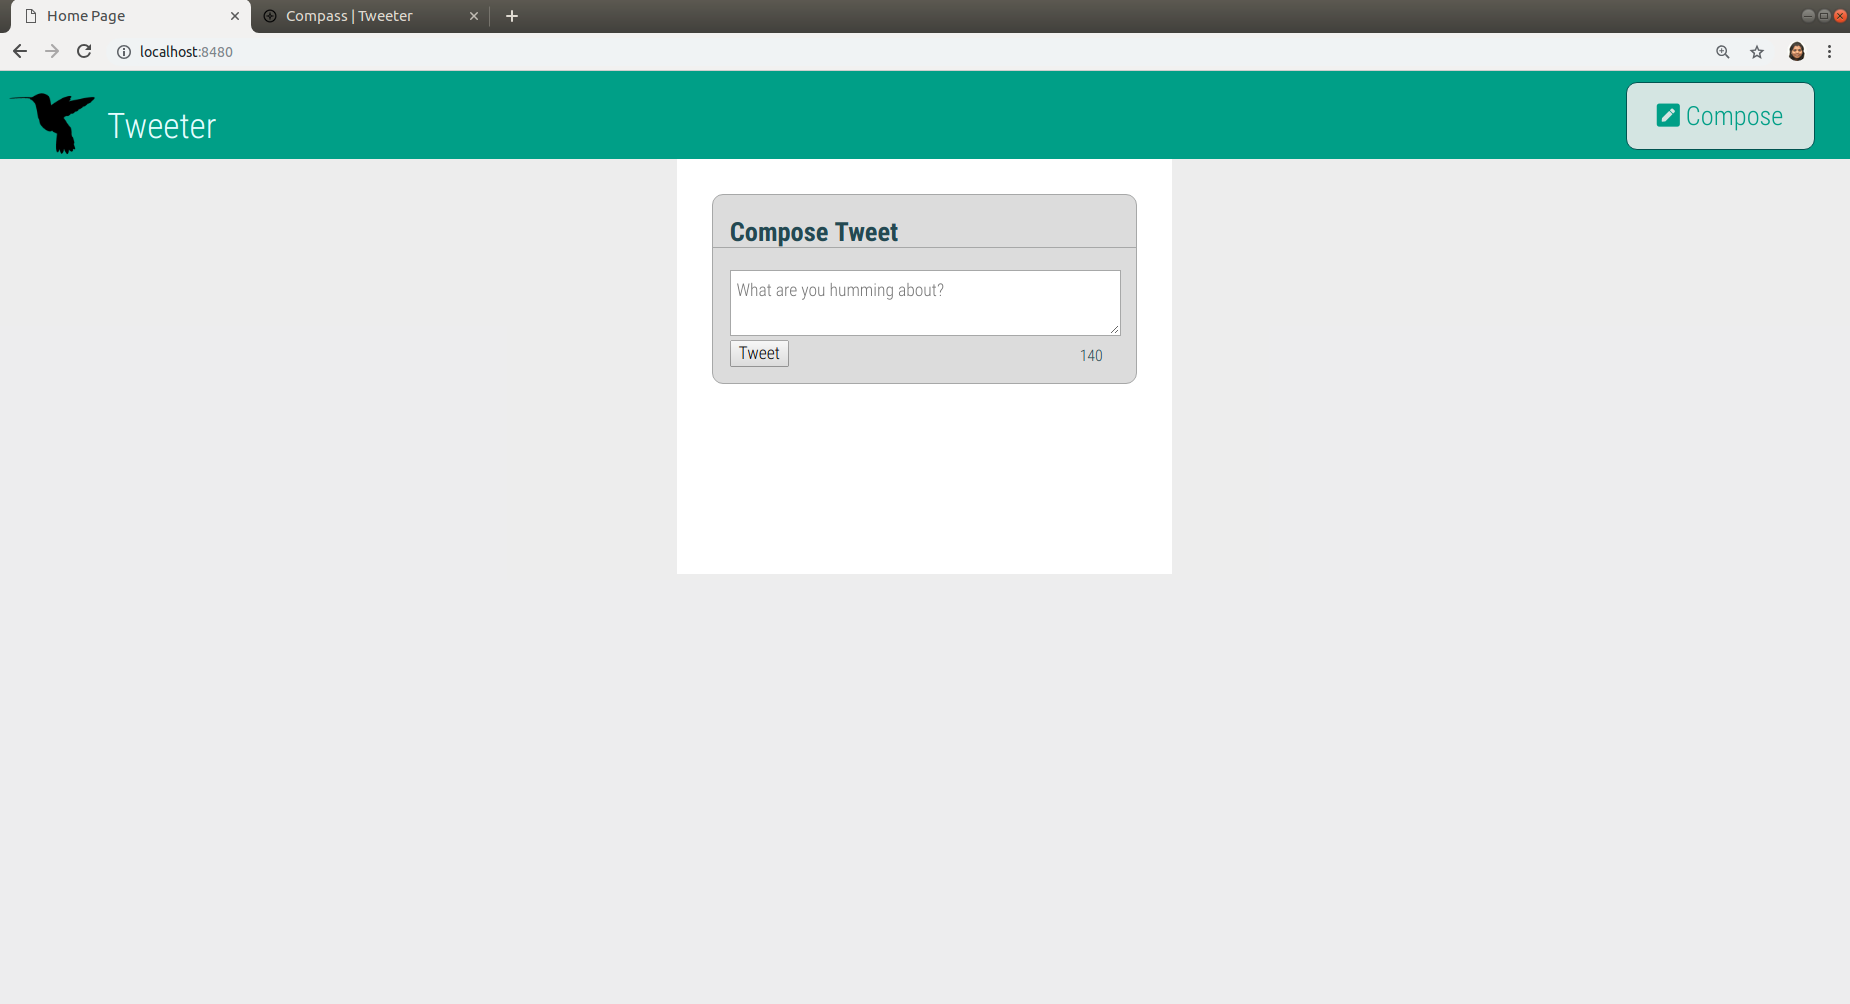 Home Page
Compass | Tweeter
localhost:8480
Tweeter
Compose
Compose Tweet
What are you humming about?
Tweet
140